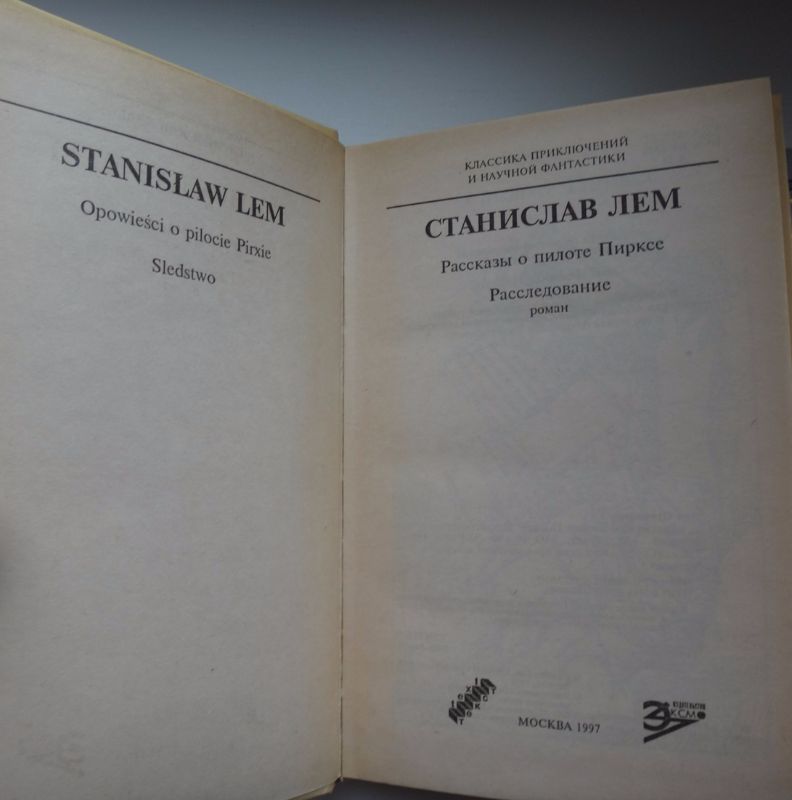 STANISŁAW LEM
Opowieści o pilocie Pirxie
Sledstwo
КЛАССИКА ПРИКЛЮЧЕНИЙ
И НАУЧНОЙ ФАНТАСТИКИ
СТАНИСЛАВ ЛЕМ
Рассказы о пилоте Пирксе
Расследование
роман
МОСКВА 1997
ЭКСМО